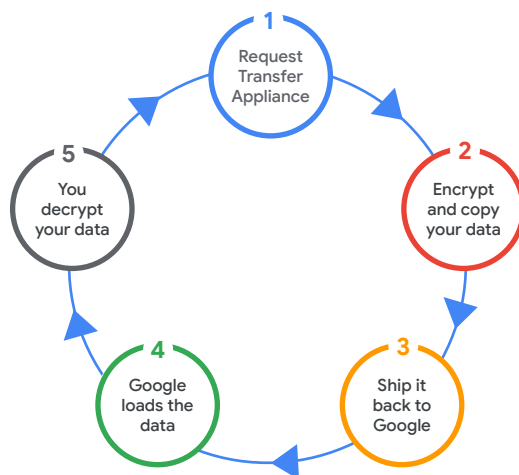 1
Request
Transfer
Appliance
2
Encrypt
and copy
your data
3
Ship it
back to
Google
4
Google
loads the
data
5
You
decrypt
your data